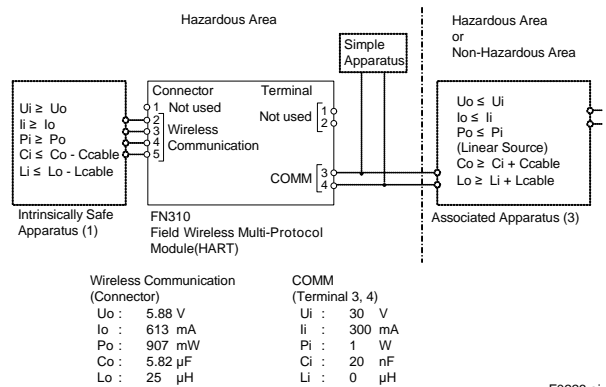 Hazardous Area
Hazardous Area
or
Non-Hazardous Area
Simple
Apparatus
Connector
Terminal
1 Not used
2
3
4
5
Wireless
Communication
Not used
1
2
COMM
3
4
Ui ≥ Uo
Ii ≥ Io
Pi ≥ Po
Ci ≤ Co - Ccable
Li ≤ Lo - Lcable
Uo ≤ Ui
Io ≤ Ii
Po ≤ Pi
(Linear Source)
Co ≥ Ci + Ccable
Lo ≥ Li + Lcable
Intrinsically Safe
Apparatus (1)
FN310
Field Wireless Multi-Protocol
Module(HART)
Associated Apparatus (3)
Wireless Communication
(Connector)
Uo : 5.88 V
Io : 613 mA
Po : 907 mW
Co : 5.82 µF
Lo : 25 µH
COMM
(Terminal 3, 4)
Ui : 30 V
Ii : 300 mA
Pi : 1 W
Ci : 20 nF
Li : 0 µH